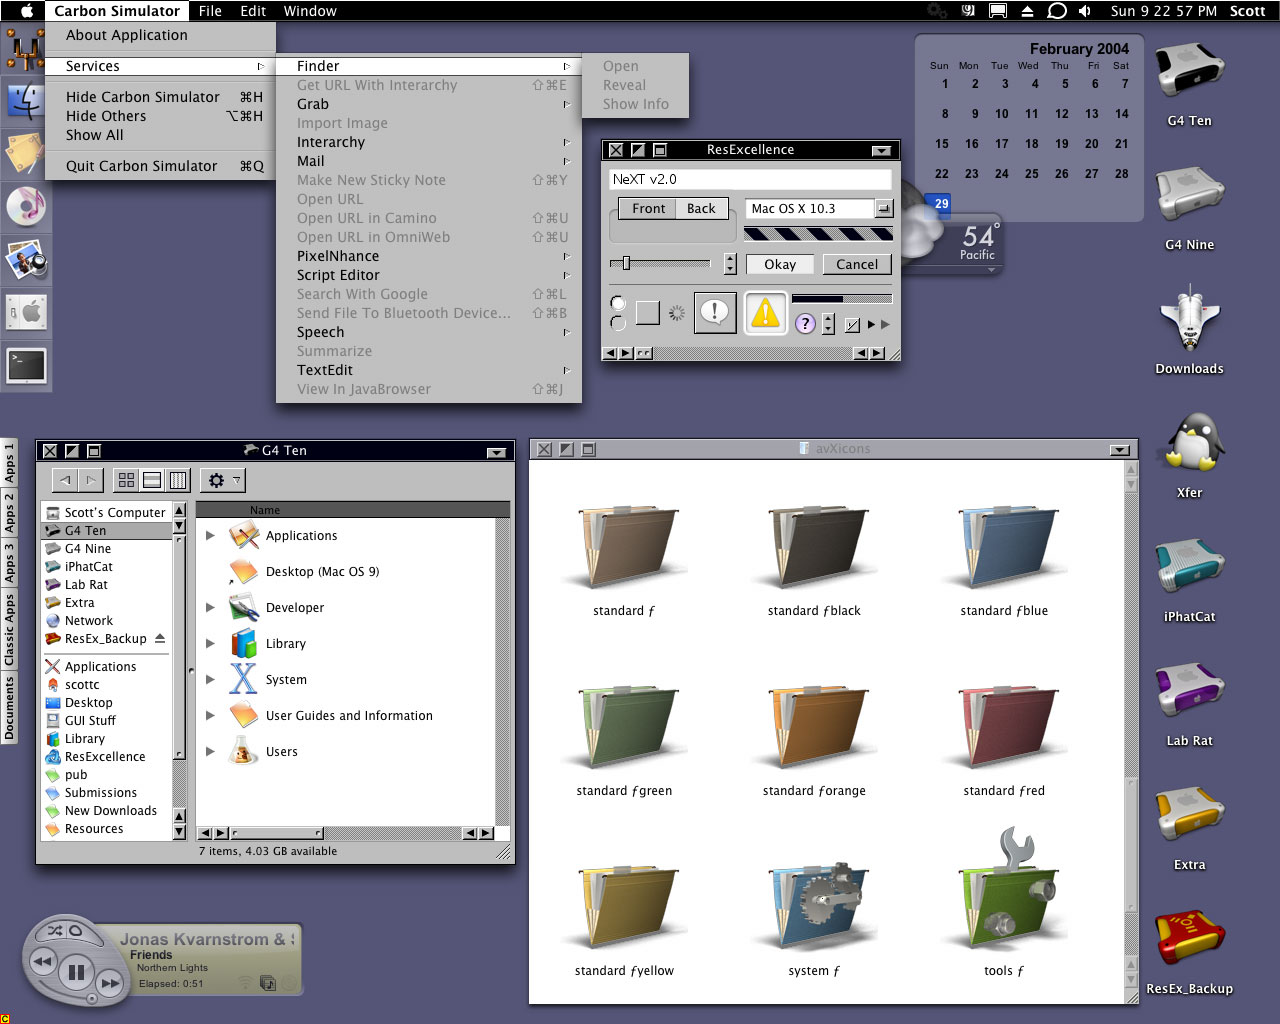 Carbon Simulator File Edit Window
Sun 9 22 57 PM Scott
About Application
Services
Hide Carbon Simulator ⌘H
Hide Others ⌥⌘H
Show All
Quit Carbon Simulator ⌘Q
Finder
Get URL With Interarchy ⇧⌘E
Grab
Import Image
Interarchy
Mail
Make New Sticky Note ⇧⌘Y
Open URL
Open URL in Camino ⇧⌘U
Open URL in OmniWeb ⇧⌘U
PixelNhance
Script Editor
Search With Google ⇧⌘L
Send File To Bluetooth Device... ⇧⌘B
Speech
Summarize
TextEdit
View In JavaBrowser ⇧⌘J
Open
Reveal
Show Info
ResExcellence
NeXT v2.0
Front Back
Mac OS X 10.3
Okay Cancel
?
February 2004
Sun Mon Tue Wed Thu Fri Sat
1 2 3 4 5 6 7
8 9 10 11 12 13 14
15 16 17 18 19 20 21
22 23 24 25 26 27 28
29
54°
Pacific
G4 Ten
G4 Nine
Downloads
Xfer
iPhatCat
Lab Rat
Extra
ResEx_Backup
Apps 1
Apps 2
Apps 3
Classic Apps
Documents
G4 Ten
Scott's Computer
G4 Ten
G4 Nine
iPhatCat
Lab Rat
Extra
Network
ResEx_Backup
Applications
scottc
Desktop
GUI Stuff
Library
ResExcellence
pub
Submissions
New Downloads
Resources
Name
Applications
Desktop (Mac OS 9)
Developer
Library
System
User Guides and Information
Users
7 items, 4.03 GB available
avXicons
standard ƒ
standard ƒblack
standard ƒblue
standard ƒgreen
standard ƒorange
standard ƒred
standard ƒyellow
system ƒ
tools ƒ
Jonas Kvarnstrom & S
Friends
Northern Lights
Elapsed: 0:51
C